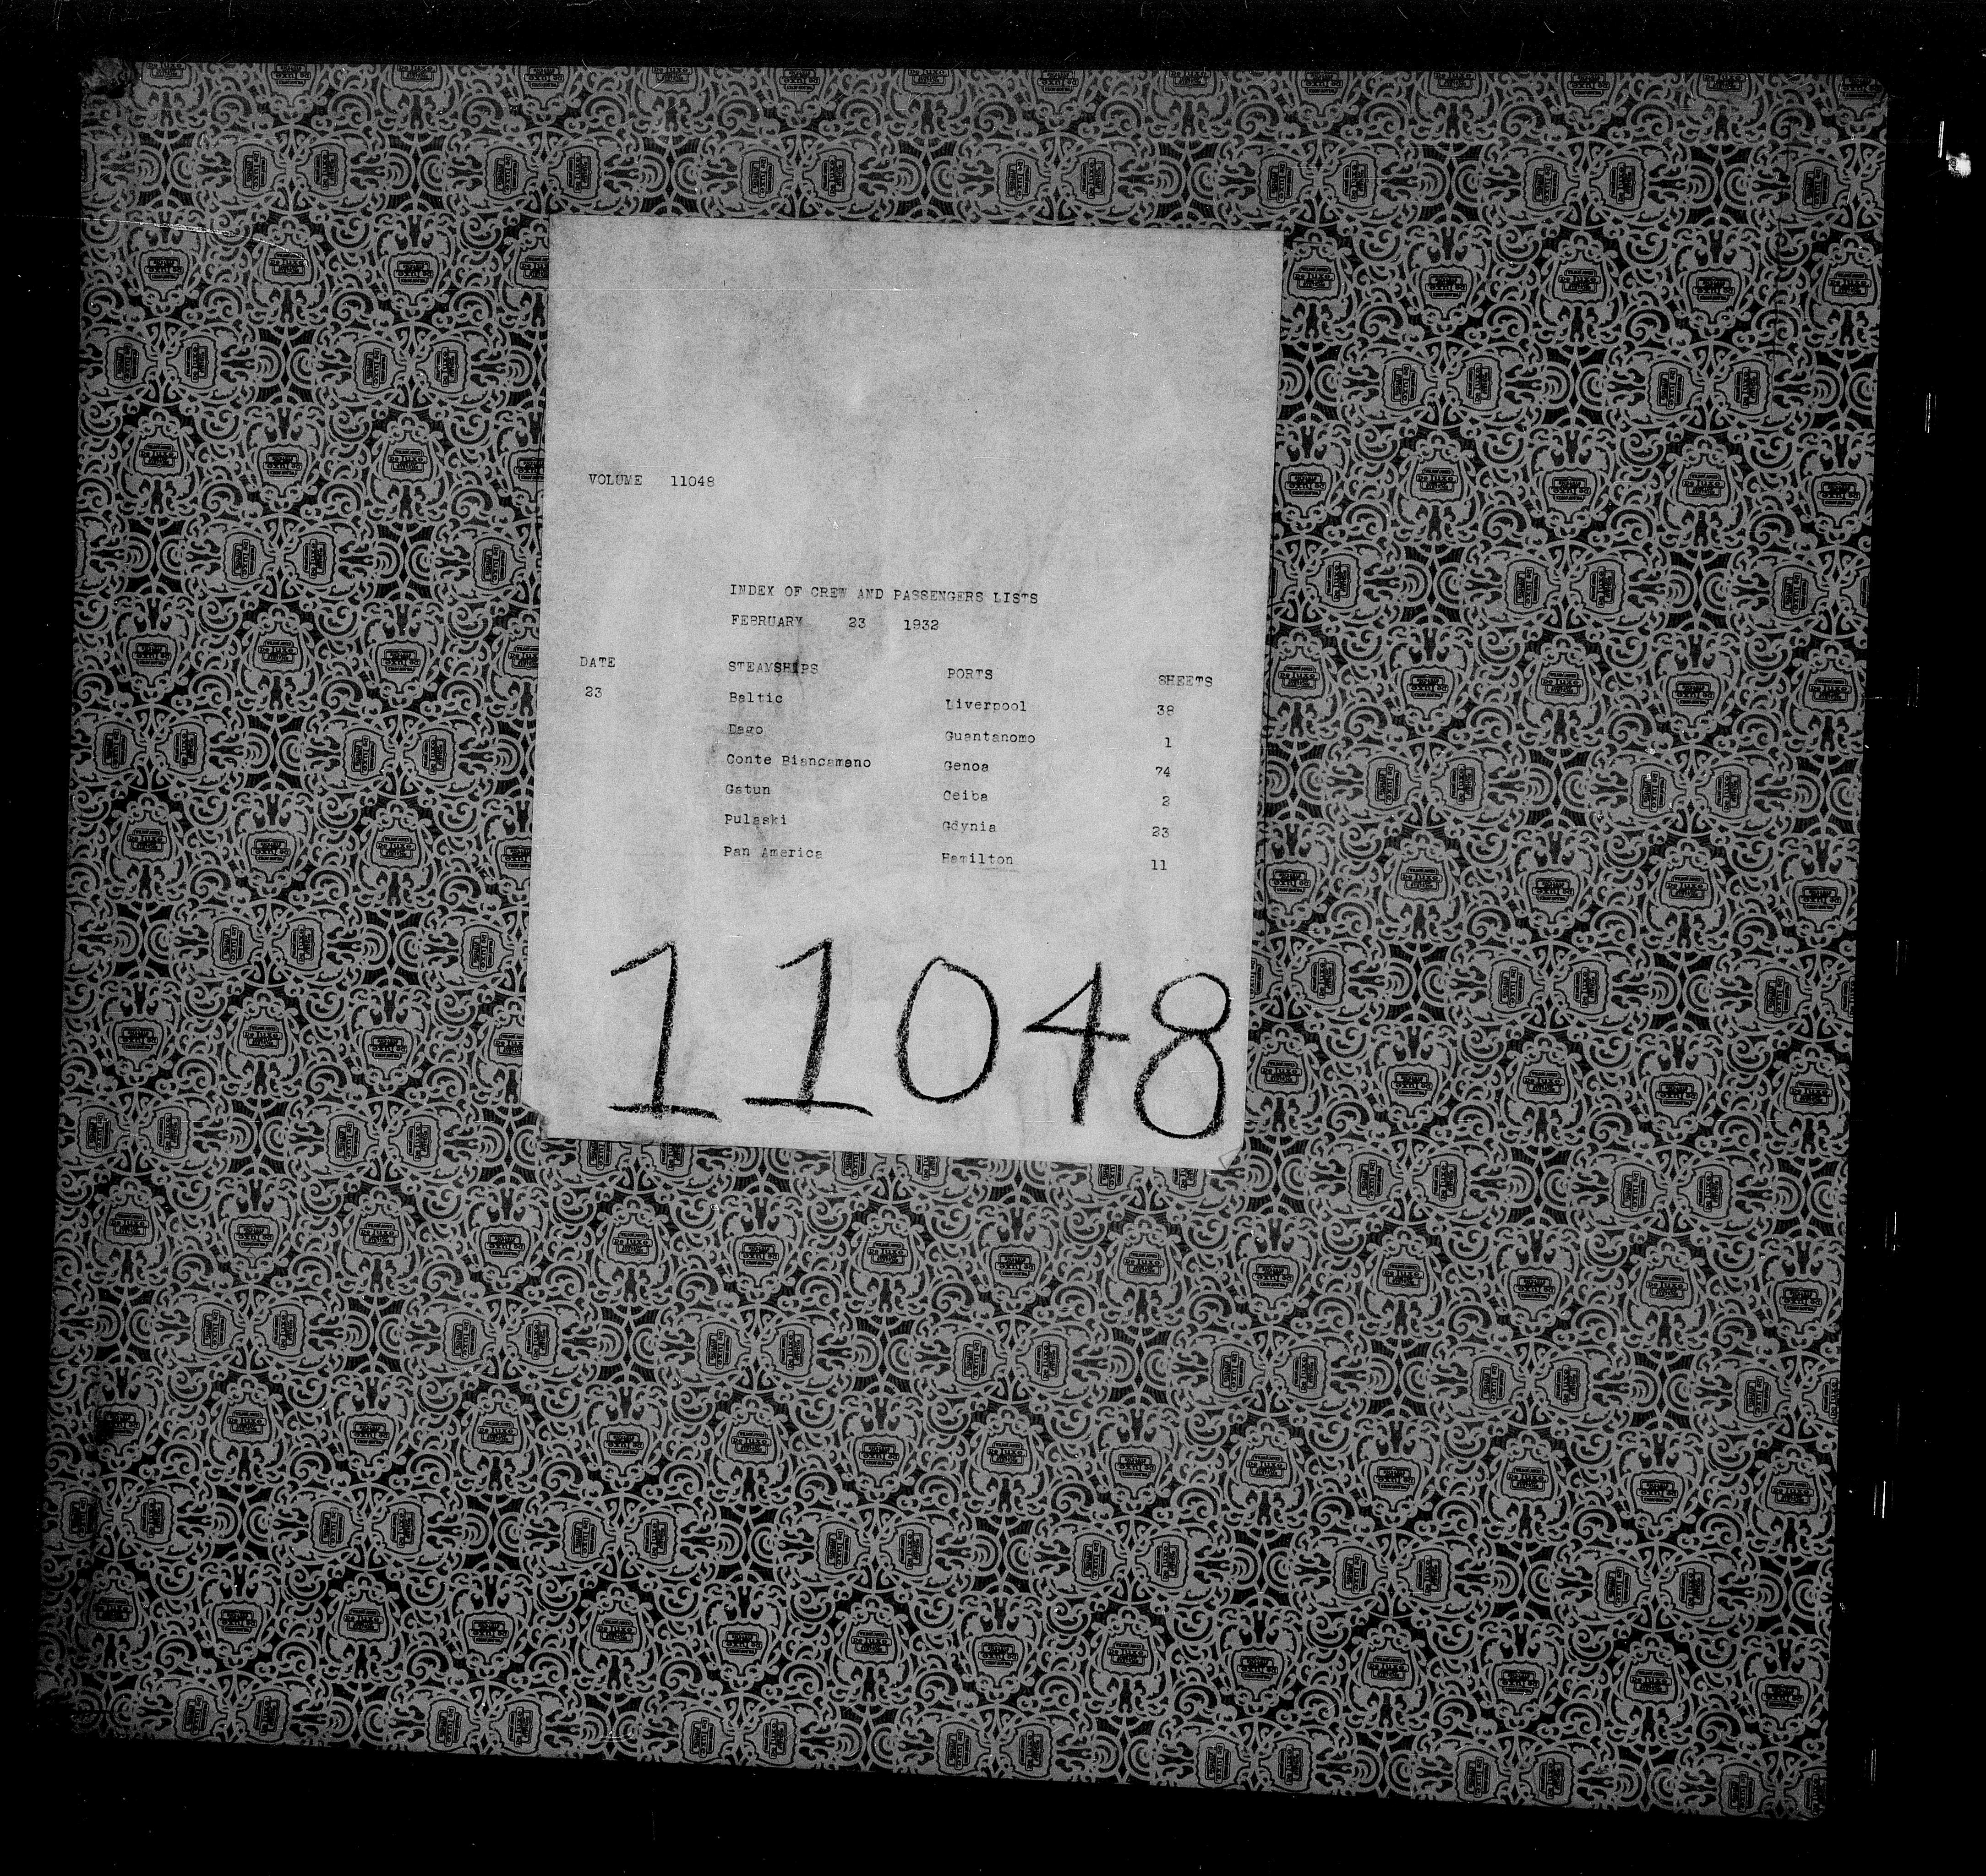 VOLUME 11048
INDEX OF CREW AND PASSENGERS LISTS
FEBRUARY 23 1932
DATE STEAMSHIPS PORTS SHEETS
23 Baltic Liverpool 38
Dago Guantanomo 1
Conte Biancamano Genoa 74
Gatun Ceiba 2
Pulaski Gdynia 23
Pan America Hamilton 11
11048